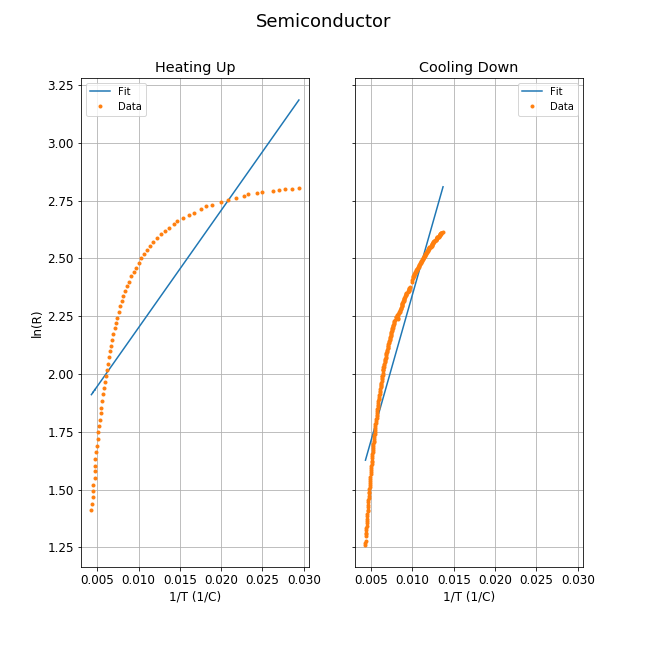 Semiconductor
Heating Up
Cooling Down
Fit
Data
Fit
Data
ln(R)
3.25
3.00
2.75
2.50
2.25
2.00
1.75
1.50
1.25
0.005 0.010 0.015 0.020 0.025 0.030
0.005 0.010 0.015 0.020 0.025 0.030
1/T (1/C)
1/T (1/C)